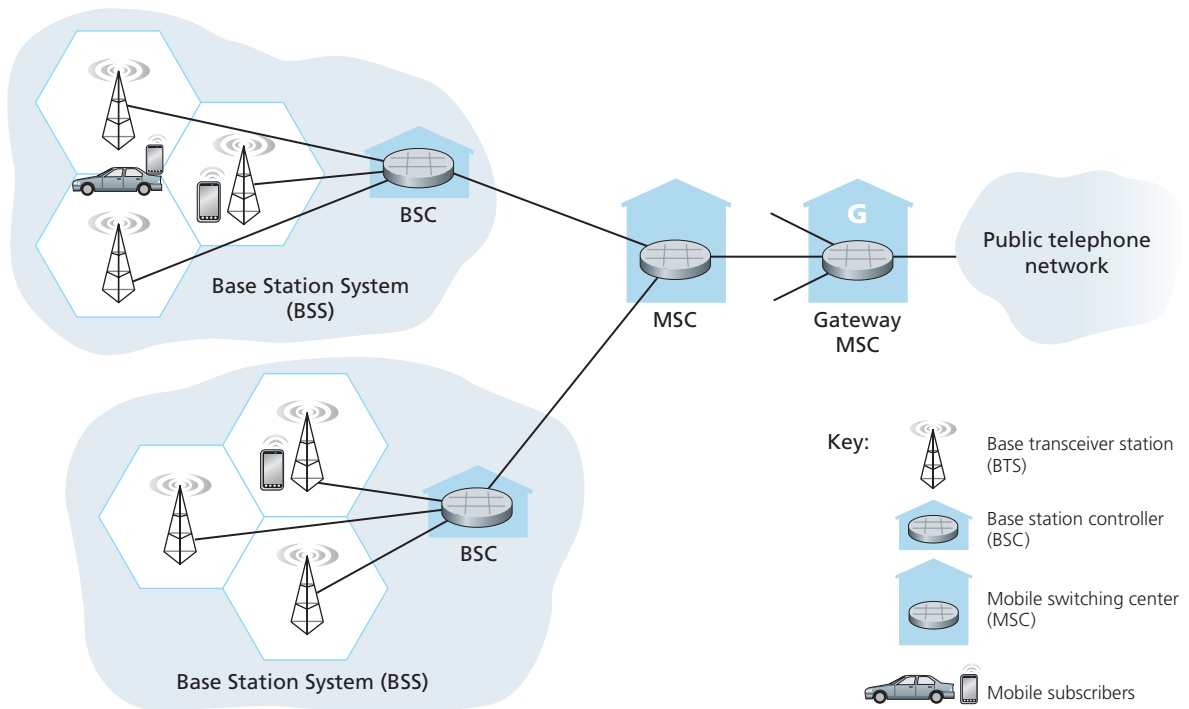 BSC
Base Station System
(BSS)
MSC
G
Gateway
MSC
Public telephone
network
BSC
Base Station System (BSS)
Key:
Base transceiver station
(BTS)
Base station controller
(BSC)
Mobile switching center
(MSC)
Mobile subscribers